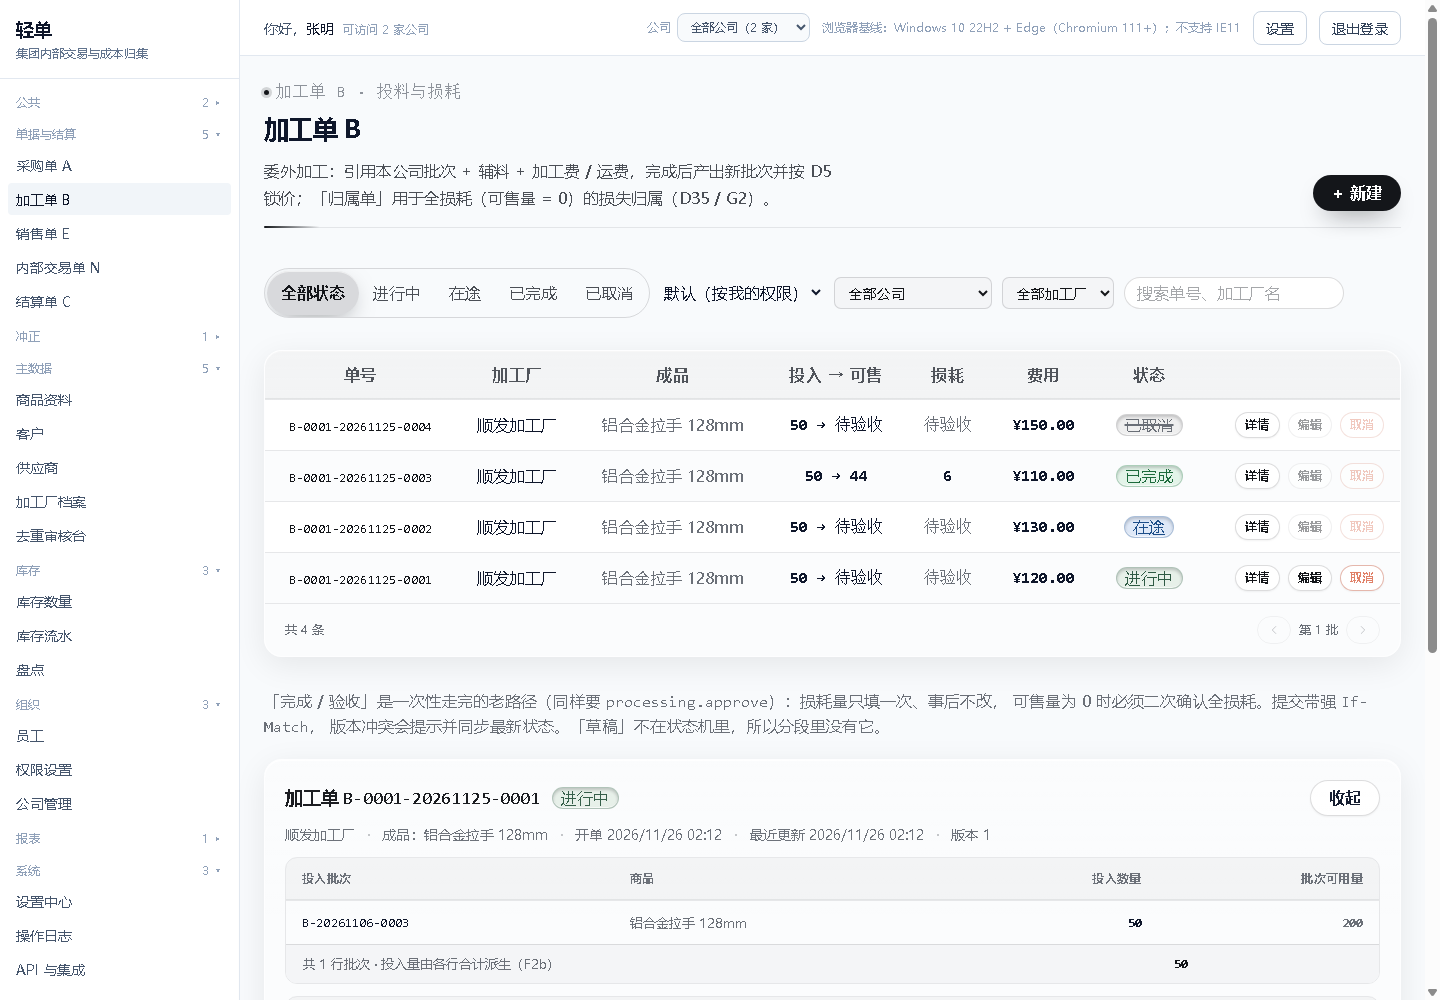 轻单
集团内部交易与成本归集
公共 2
单据与结算 5
采购单 A
加工单 B
销售单 E
内部交易单 N
结算单 C
冲正 1
主数据 5
商品资料
客户
供应商
加工厂档案
去重审核台
库存 3
库存数量
库存流水
盘点
组织 3
员工
权限设置
公司管理
报表 1
系统 3
设置中心
操作日志
API 与集成
你好，张明 可访问 2 家公司
公司 全部公司（2 家） 浏览器基线：Windows 10 22H2 + Edge（Chromium 111+）；不支持 IE11 设置 退出登录
加工单 B - 投料与损耗
加工单 B
委外加工：引用本公司批次 + 辅料 + 加工费 / 运费，完成后产出新批次并按 D5
锁价；「归属单」用于全损耗（可售量 = 0）的损失归属（D35 / G2）。
+ 新建
全部状态 进行中 在途 已完成 已取消 默认（按我的权限） 全部公司 全部加工厂 搜索单号、加工厂名
单号 加工厂 成品 投入 → 可售 损耗 费用 状态
B-0001-20261125-0004 顺发加工厂 铝合金拉手 128mm 50 → 待验收 待验收 ¥150.00 已取消 详情 编辑 取消
B-0001-20261125-0003 顺发加工厂 铝合金拉手 128mm 50 → 44 6 ¥110.00 已完成 详情 编辑 取消
B-0001-20261125-0002 顺发加工厂 铝合金拉手 128mm 50 → 待验收 待验收 ¥130.00 在途 详情 编辑 取消
B-0001-20261125-0001 顺发加工厂 铝合金拉手 128mm 50 → 待验收 待验收 ¥120.00 进行中 详情 编辑 取消
共 4 条 ‹ 第 1 批 ›
「完成 / 验收」是一次性走完的老路径（同样要 processing.approve）：损耗量只填一次、事后不改， 可售量为 0 时必须二次确认全损耗。提交带强 If-
Match， 版本冲突会提示并同步最新状态。「草稿」不在状态机里，所以分段里没有它。
加工单 B-0001-20261125-0001 进行中 收起
顺发加工厂 · 成品：铝合金拉手 128mm · 开单 2026/11/26 02:12 · 最近更新 2026/11/26 02:12 · 版本 1
投入批次 商品 投入数量 批次可用量
B-20261106-0003 铝合金拉手 128mm 50 200
共 1 行批次 · 投入量由各行合计派生（F2b） 50